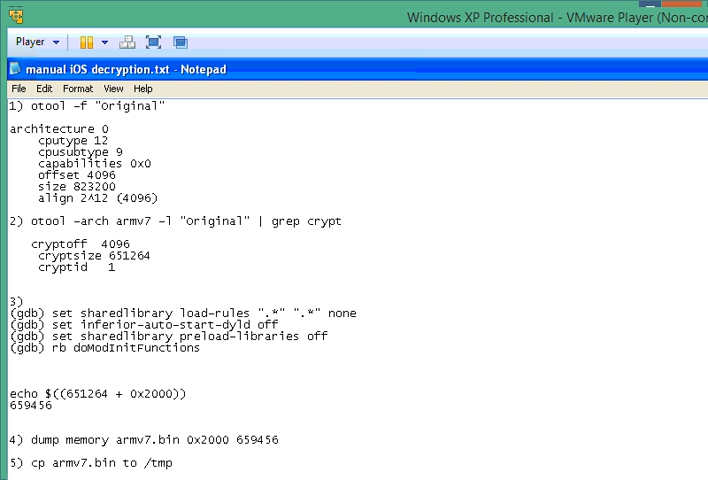 Windows XP Professional - VMware Player (Non-co
Player
manual iOS decryption.txt - Notepad
File Edit Format View Help
1) otool -f "Original"
architecture 0
cputype 12
cpusubtype 9
capabilities 0x0
offset 4096
size 823200
align 2^12 (4096)
2) otool -arch armv7 -l "Original" | grep crypt
cryptoff 4096
cryptsize 651264
cryptid 1
3)
(gdb) set sharedlibrary load-rules ".*" ".*" none
(gdb) set inferior-auto-start-dyld off
(gdb) set sharedlibrary preload-libraries off
(gdb) rb doModInitFunctions
echo $((651264 + 0x2000))
659456
4) dump memory armv7.bin 0x2000 659456
5) cp armv7.bin to /tmp